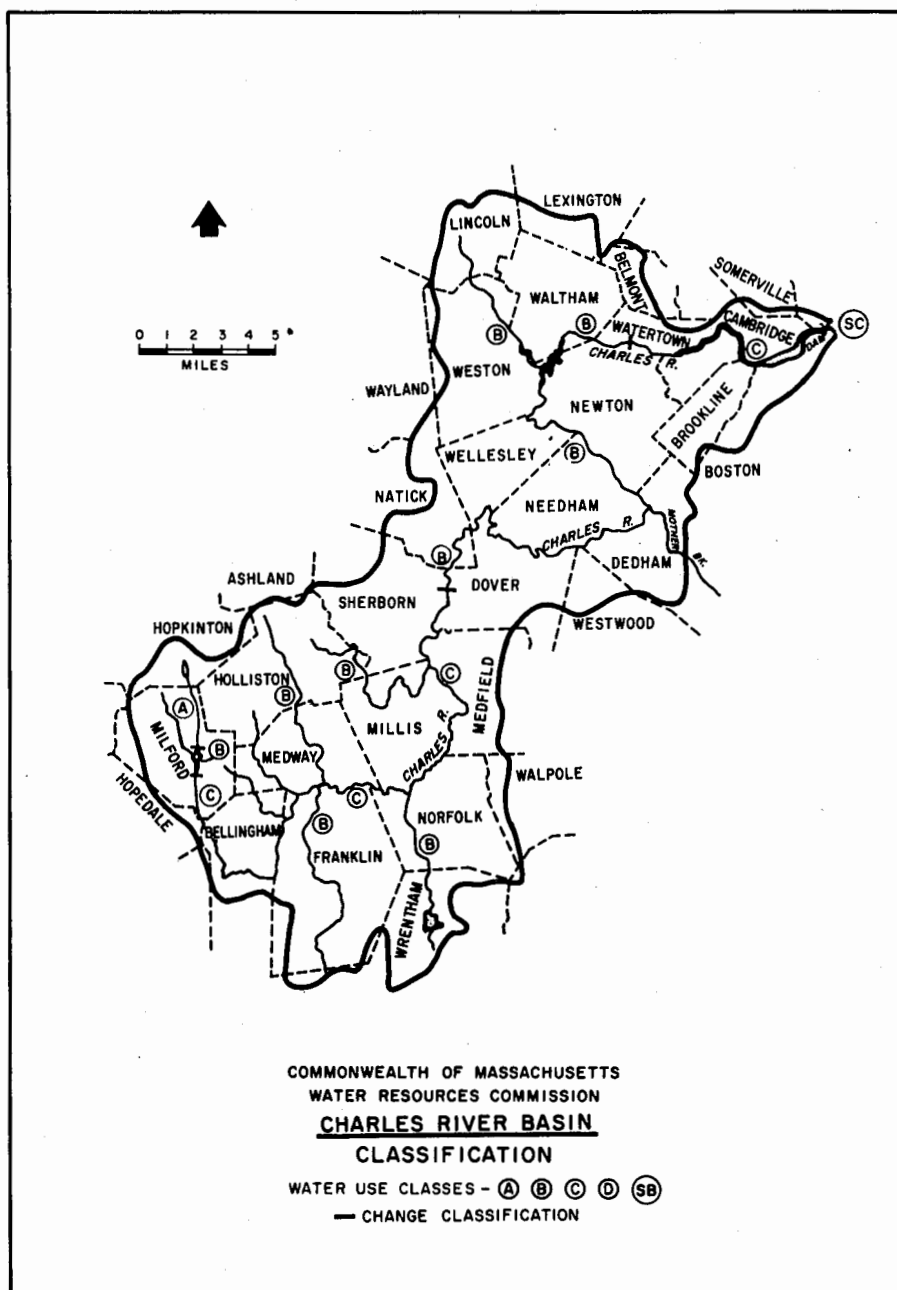 LEXINGTON
LINCOLN
BELMONT
SOMERVILLE
WALTHAM
CAMBRIDGE
SC
B
B
WATERTOWN
C
DAM
CHARLES R.
0 1 2 3 4 5
MILES
WESTON
WAYLAND
NEWTON
BROOKLINE
WELLESLEY
B
BOSTON
NATICK
NEEDHAM
CHARLES R.
MOTHER BK.
B
DEDHAM
ASHLAND
DOVER
SHERBORN
WESTWOOD
HOPKINTON
HOLLISTON
B
C
MEDFIELD
A
B
MILFORD
B
MILLIS
CHARLES R.
MEDWAY
WALPOLE
HOPEDALE
C
C
BELLINGHAM
B
NORFOLK
FRANKLIN
B
WRENTHAM
COMMONWEALTH OF MASSACHUSETTS
WATER RESOURCES COMMISSION
CHARLES RIVER BASIN
CLASSIFICATION
WATER USE CLASSES - A B C D SB
— CHANGE CLASSIFICATION